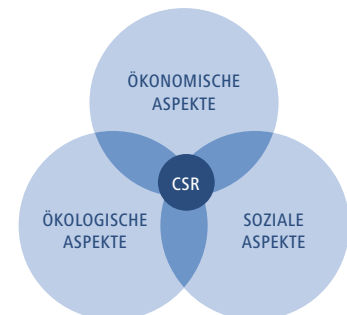 ÖKONOMISCHE
ASPEKTE
CSR
ÖKOLOGISCHE
ASPEKTE
SOZIALE
ASPEKTE